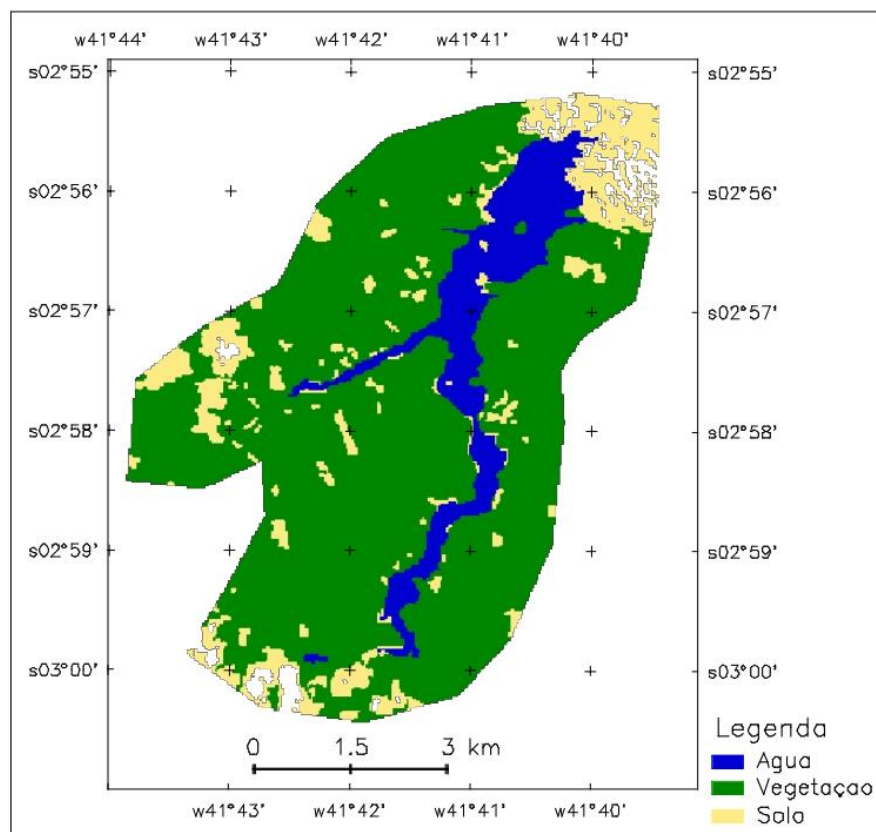 w41°44' w41°43' w41°42' w41°41' w41°40'
s02°55' s02°55'
s02°56' s02°56'
s02°57' s02°57'
s02°58' s02°58'
s02°59' s02°59'
s03°00' s03°00'
0 1.5 3 km
Legenda
Agua
Vegetaçao
Solo
w41°43' w41°42' w41°41' w41°40'